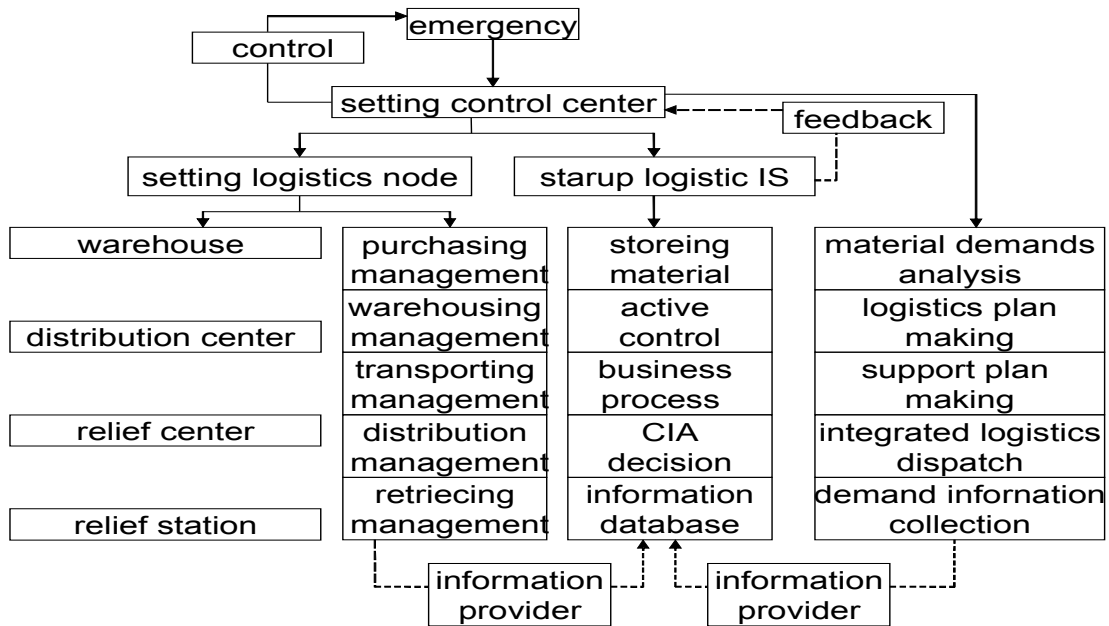 emergency
control
setting control center
feedback
setting logistics node
starup logistic IS
warehouse
distribution center
relief center
relief station
purchasing
management
warehousing
management
transporting
management
distribution
management
retriecing
management
storeing
material
active
control
business
process
CIA
decision
information
database
material demands
analysis
logistics plan
making
support plan
making
integrated logistics
dispatch
demand infornation
collection
information
provider
information
provider